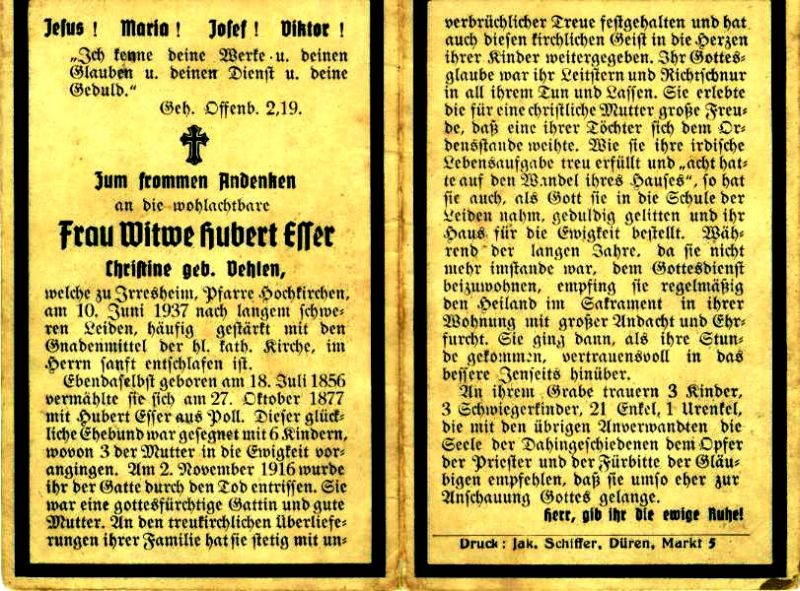 Jesus! Maria! Josef! Viktor!
„Ich kenne deine Werke u. deinen
Glauben u. deinen Dienst u. deine
Geduld.“
Geh. Offenb. 2,19.
Zum frommen Andenken
an die wohlachtbare
Frau Witwe Hubert Esser
Christine geb. Vehlen,
welche zu Irresheim, Pfarre Hochkirchen,
am 10. Juni 1937 nach langem schwe-
ren Leiden, häufig gestärkt mit den
Gnadenmittel der hl. kath. Kirche, im
Herrn sanft entschlafen ist.
Ebendaselbst geboren am 18. Juli 1856
vermählte sie sich am 27. Oktober 1877
mit Hubert Esser aus Poll. Dieser glück-
liche Ehebund war gesegnet mit 6 Kindern,
wovon 3 der Mutter in die Ewigkeit vor-
angingen. Am 2. November 1916 wurde
ihr der Gatte durch den Tod entrissen. Sie
war eine gottesfürchtige Gattin und gute
Mutter. An den treukirchlichen Überliefe-
rungen ihrer Familie hat sie stetig mit un-
verbrüchlicher Treue festgehalten und hat
auch diesen kirchlichen Geist in die Herzen
ihrer Kinder weitergegeben. Ihr Gottes-
glaube war ihr Leitstern und Richtschnur
in all ihrem Tun und Lassen. Sie erlebte
die für eine christliche Mutter große Freu-
de, daß eine ihrer Töchter sich dem Or-
densstande weihte. Wie sie ihre irdische
Lebensaufgabe treu erfüllt und „acht hat-
te auf den Wandel ihres Hauses“, so hat
sie auch, als Gott sie in die Schule der
Leiden nahm, geduldig gelitten und ihr
Haus für die Ewigkeit bestellt. Wäh-
rend der langen Jahre, da sie nicht
mehr imstande war, dem Gottesdienst
beizuwohnen, empfing sie regelmäßig
den Heiland im Sakrament in ihrer
Wohnung mit großer Andacht und Ehr-
furcht. Sie ging dann, als ihre Stun-
de gekommen, vertrauensvoll in das
bessere Jenseits hinüber.
An ihrem Grabe trauern 3 Kinder,
3 Schwiegerkinder, 21 Enkel, 1 Urenkel,
die mit den übrigen Anverwandten die
Seele der Dahingeschiedenen dem Opfer
der Priester und der Fürbitte der Gläu-
bigen empfehlen, daß sie umso eher zur
Anschauung Gottes gelange.
Herr, gib ihr die ewige Ruhe!
Druck: Jak. Schiffer, Düren, Markt 5